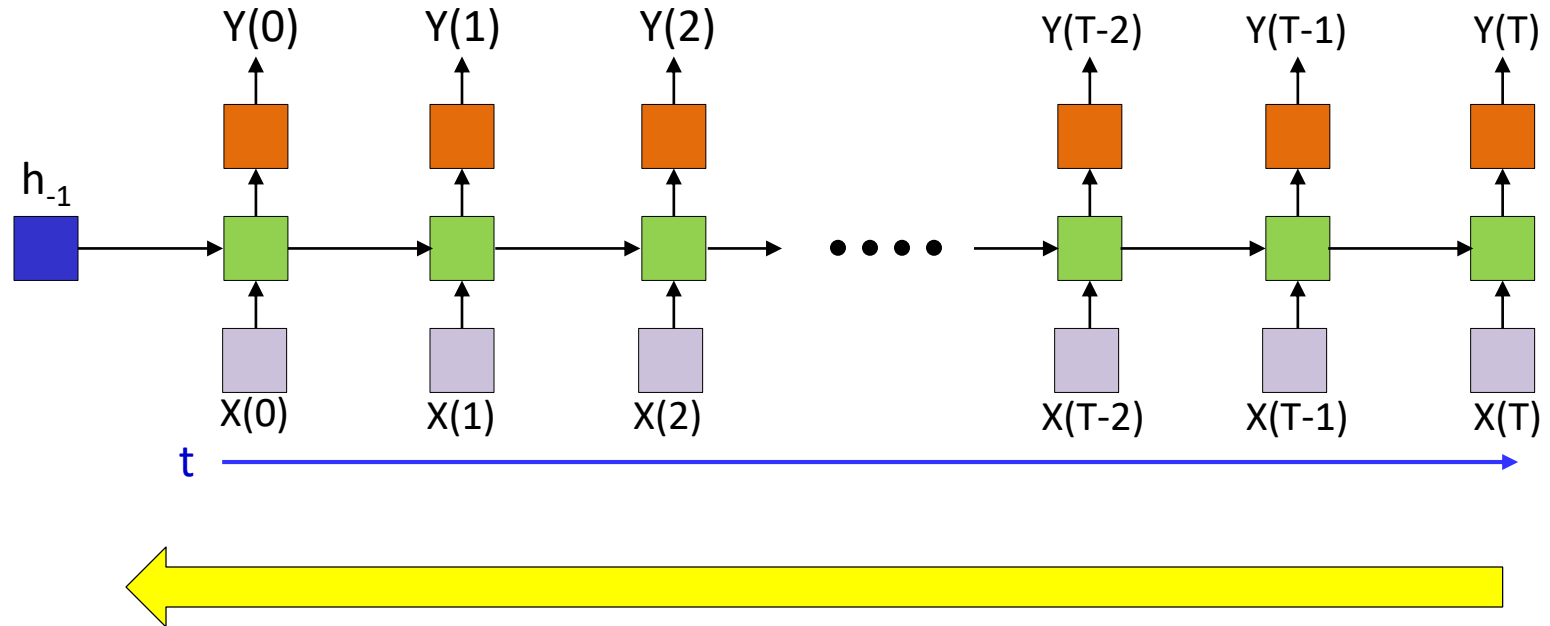 Y(0) Y(1) Y(2) Y(T-2) Y(T-1) Y(T)
h-1
X(0) X(1) X(2) X(T-2) X(T-1) X(T)
t